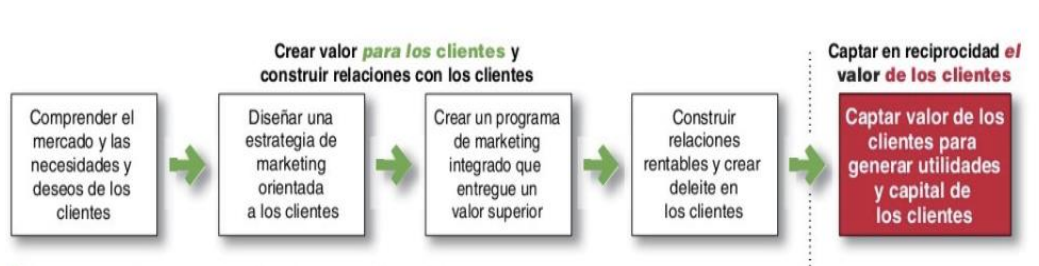 Crear valor para los clientes y
construir relaciones con los clientes
Captar en reciprocidad el
valor de los clientes
Comprender el
mercado y las
necesidades y
deseos de los
clientes
Diseñar una
estrategia de
marketing
orientada
a los clientes
Crear un programa
de marketing
integrado que
entregue un
valor superior
Construir
relaciones
rentables y crear
deleite en
los clientes
Captar valor de los
clientes para
generar utilidades
y capital de
los clientes